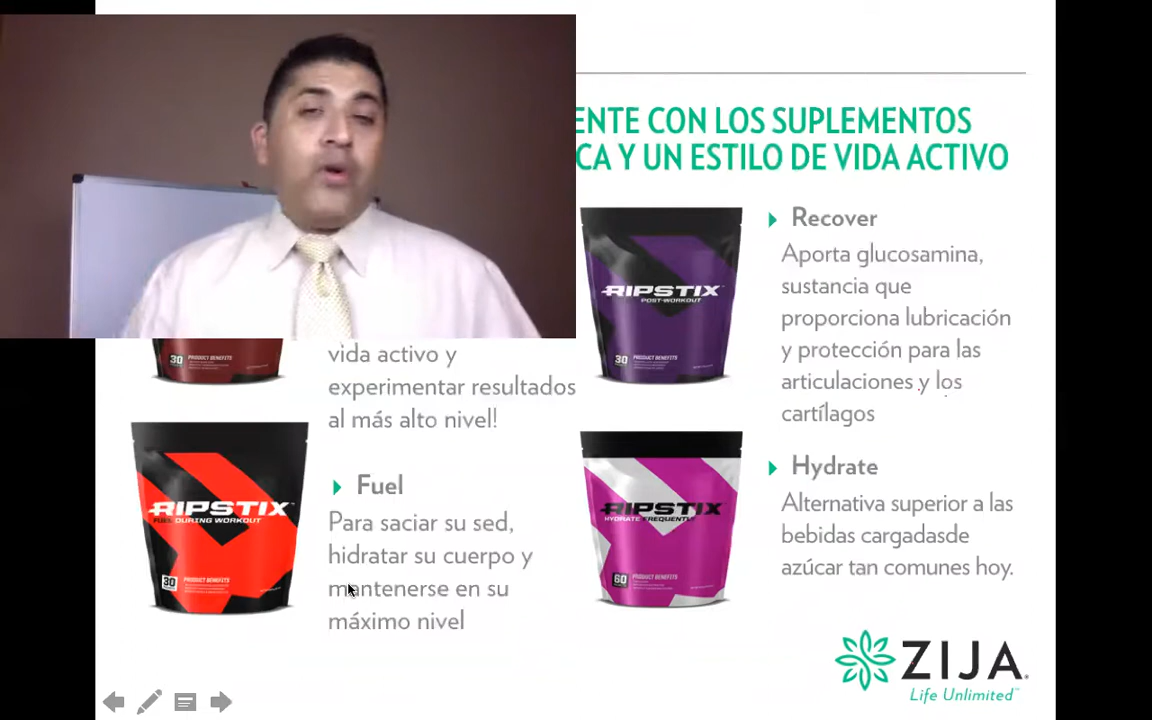 ENTE CON LOS SUPLEMENTOS
CA Y UN ESTILO DE VIDA ACTIVO
30 PRODUCT BENEFITS
vida activo y
experimentar resultados
al más alto nivel!
RIPSTIX
FUEL DURING WORKOUT
30 PRODUCT BENEFITS
Fuel
Para saciar su sed,
hidratar su cuerpo y
mantenerse en su
máximo nivel
RIPSTIX
POST-WORKOUT
30 PRODUCT BENEFITS
Recover
Aporta glucosamina,
sustancia que
proporciona lubricación
y protección para las
articulaciones y los
cartílagos
RIPSTIX
HYDRATE FREQUENTLY
60 PRODUCT BENEFITS
Hydrate
Alternativa superior a las
bebidas cargadasde
azúcar tan comunes hoy.
ZIJA
Life Unlimited™